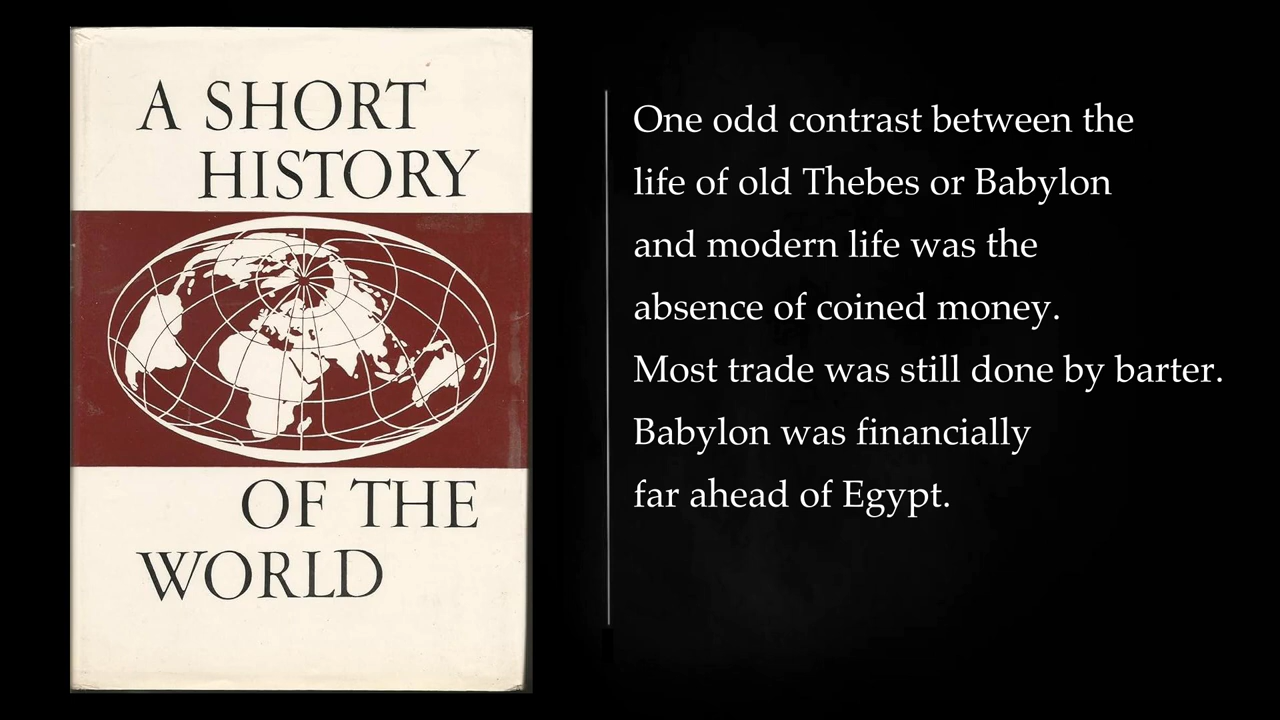 A SHORT
HISTORY
OF THE
WORLD
One odd contrast between the
life of old Thebes or Babylon
and modern life was the
absence of coined money.
Most trade was still done by barter.
Babylon was financially
far ahead of Egypt.